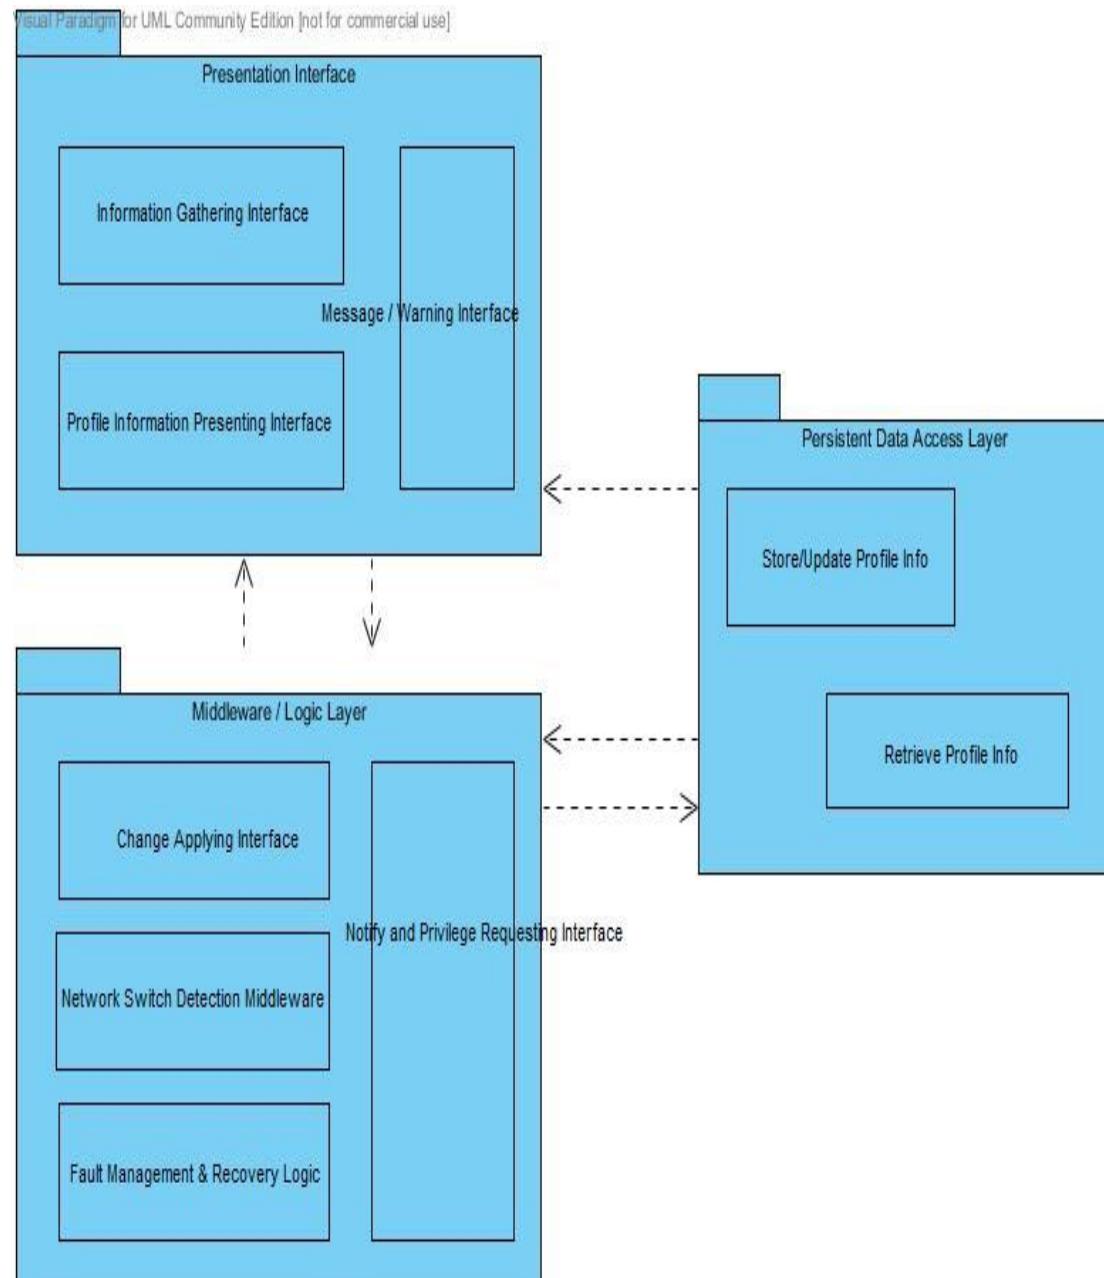 Visual Paradigm for UML Community Edition [not for commercial use]
Presentation Interface
Information Gathering Interface
Message / Warning Interface
Profile Information Presenting Interface
Persistent Data Access Layer
Store/Update Profile Info
Retrieve Profile Info
Middleware / Logic Layer
Change Applying Interface
Notify and Privilege Requesting Interface
Network Switch Detection Middleware
Fault Management & Recovery Logic